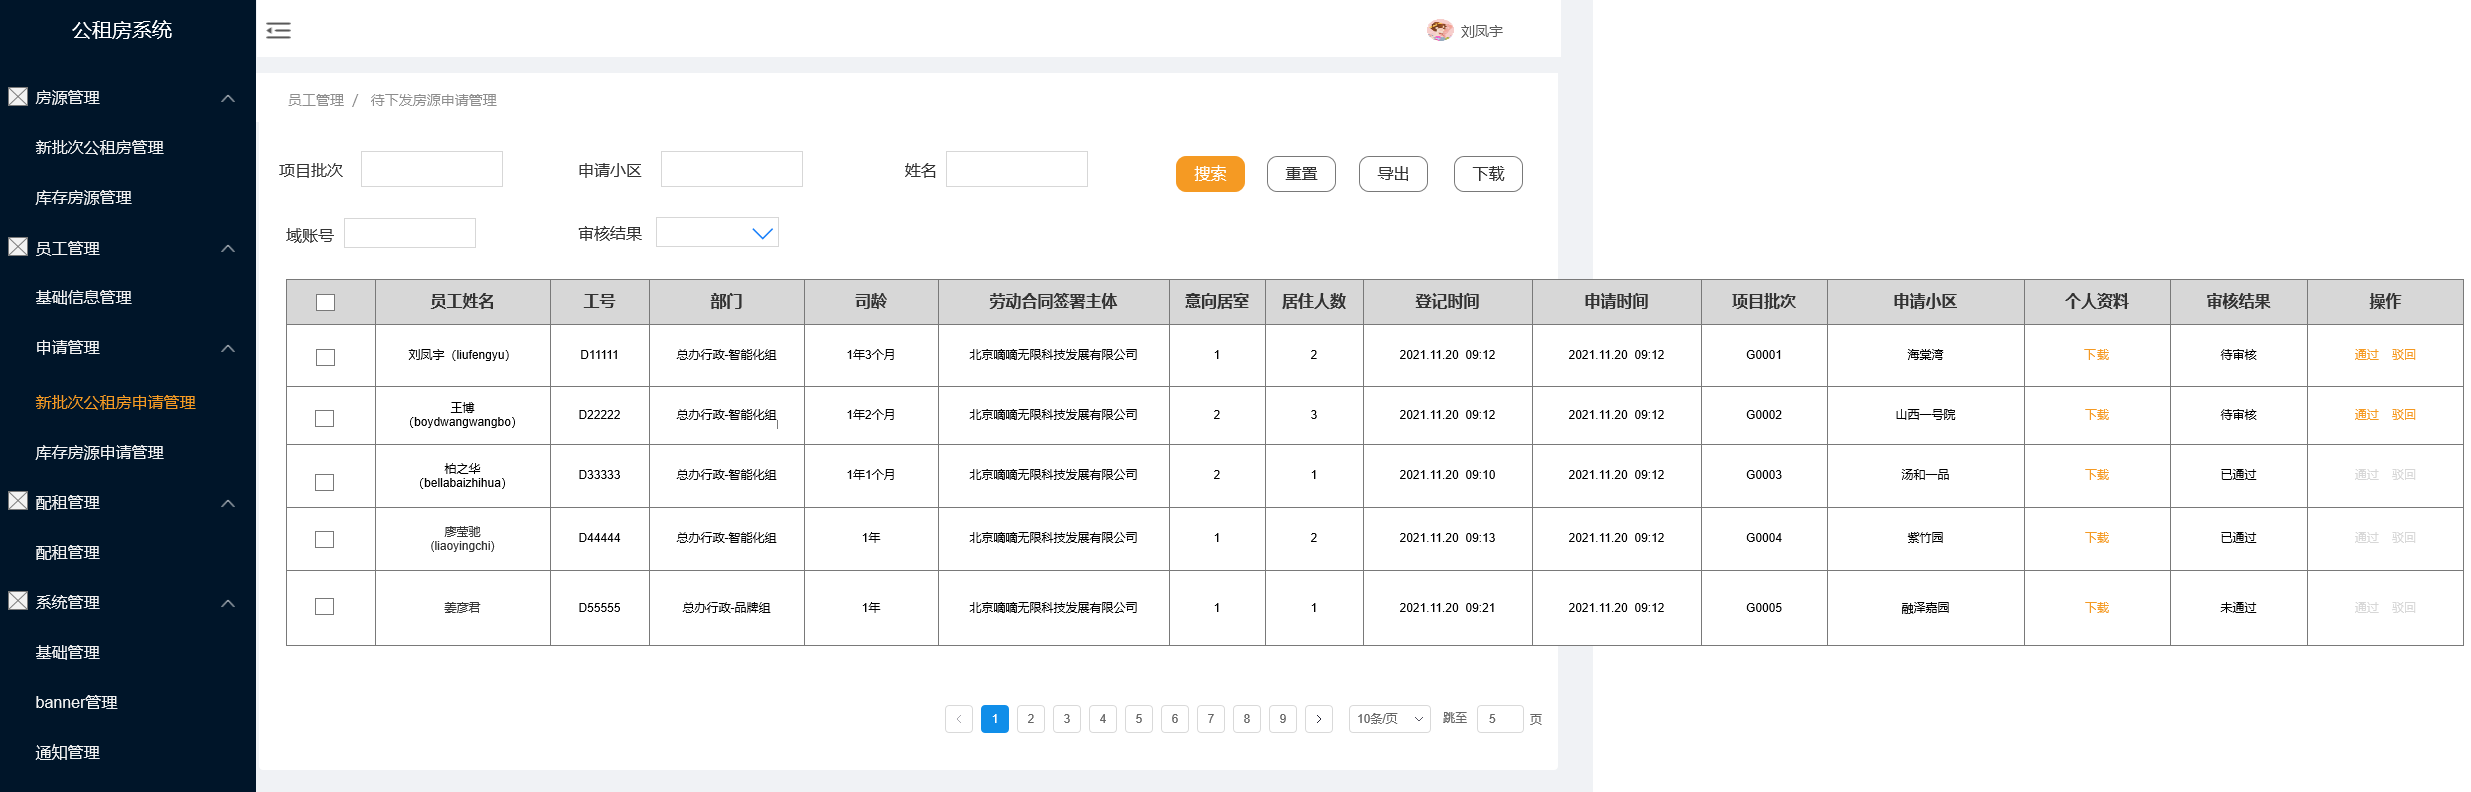 公租房系统
刘凤宇
房源管理
新批次公租房管理
库存房源管理
员工管理
基础信息管理
申请管理
新批次公租房申请管理
库存房源申请管理
配租管理
配租管理
系统管理
基础管理
banner管理
通知管理
员工管理 / 待下发房源申请管理
项目批次 申请小区 姓名 搜索 重置 导出 下载
域账号 审核结果
员工姓名 工号 部门 司龄 劳动合同签署主体 意向居室 居住人数 登记时间 申请时间 项目批次 申请小区 个人资料 审核结果 操作
刘凤宇（liufengyu） D11111 总办行政-智能化组 1年3个月 北京嘀嘀无限科技发展有限公司 1 2 2021.11.20 09:12 2021.11.20 09:12 G0001 海棠湾 下载 待审核 通过 驳回
王博
（boydwangwangbo） D22222 总办行政-智能化组 1年2个月 北京嘀嘀无限科技发展有限公司 2 3 2021.11.20 09:12 2021.11.20 09:12 G0002 山西一号院 下载 待审核 通过 驳回
柏之华
（bellabaizhihua） D33333 总办行政-智能化组 1年1个月 北京嘀嘀无限科技发展有限公司 2 1 2021.11.20 09:10 2021.11.20 09:12 G0003 汤和一品 下载 已通过 通过 驳回
廖莹驰
(liaoyingchi) D44444 总办行政-智能化组 1年 北京嘀嘀无限科技发展有限公司 1 2 2021.11.20 09:13 2021.11.20 09:12 G0004 紫竹园 下载 已通过 通过 驳回
姜彦君 D55555 总办行政-品牌组 1年 北京嘀嘀无限科技发展有限公司 1 1 2021.11.20 09:21 2021.11.20 09:12 G0005 融泽嘉园 下载 未通过 通过 驳回
< 1 2 3 4 5 6 7 8 9 > 10条/页 跳至 5 页